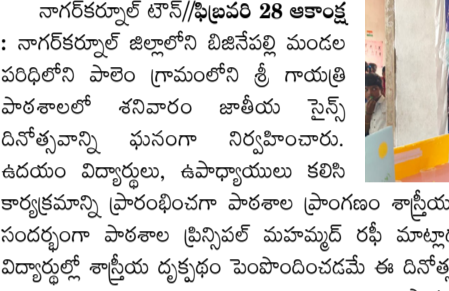 నాగర్‌కర్నూల్ టౌన్//ఫిబ్రవరి 28 ఆకాంక్ష
: నాగర్‌కర్నూల్ జిల్లాలోని బిజినేపల్లి మండల
పరిధిలోని పాలెం గ్రామంలోని శ్రీ గాయత్రి
పాఠశాలలో శనివారం జాతీయ సైన్స్
దినోత్సవాన్ని ఘనంగా నిర్వహించారు.
ఉదయం విద్యార్థులు, ఉపాధ్యాయులు కలిసి
కార్యక్రమాన్ని ప్రారంభించగా పాఠశాల ప్రాంగణం శాస్త్రీయ
సందర్భంగా పాఠశాల ప్రిన్సిపల్ మహమ్మద్ రఫీ
విద్యార్థుల్లో శాస్త్రీయ దృక్పథం పెంపొందించడమే ఈ